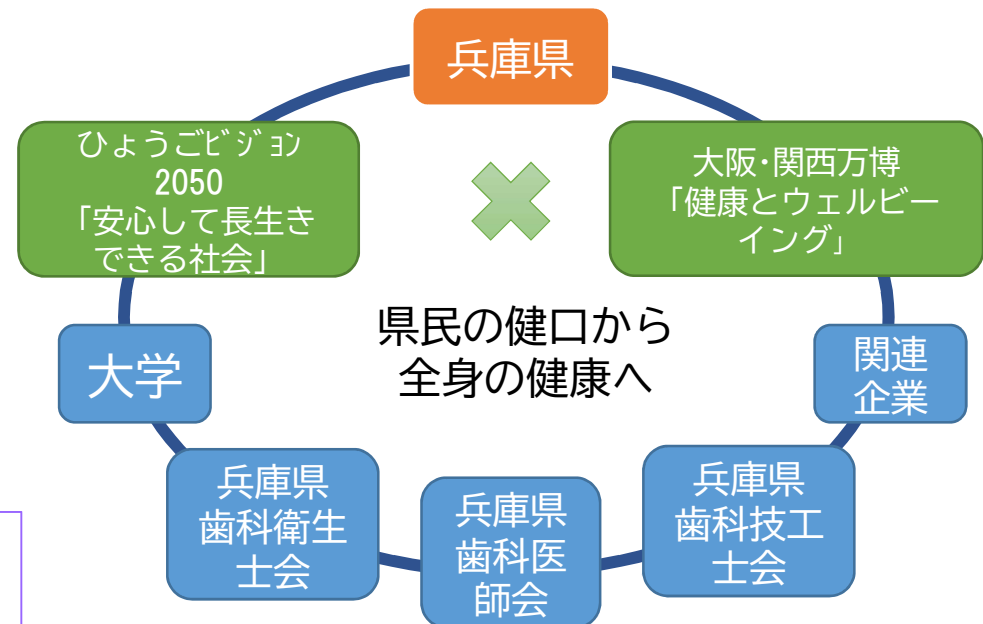 兵庫県
ひょうごﾋﾞｼﾞｮﾝ
2050
「安心して長生き
できる社会」
大阪・関西万博
「健康とウェルビー
イング」
県民の健口から
全身の健康へ
大学
関連
企業
兵庫県
歯科衛生
士会
兵庫県
歯科医
師会
兵庫県
歯科技工
士会